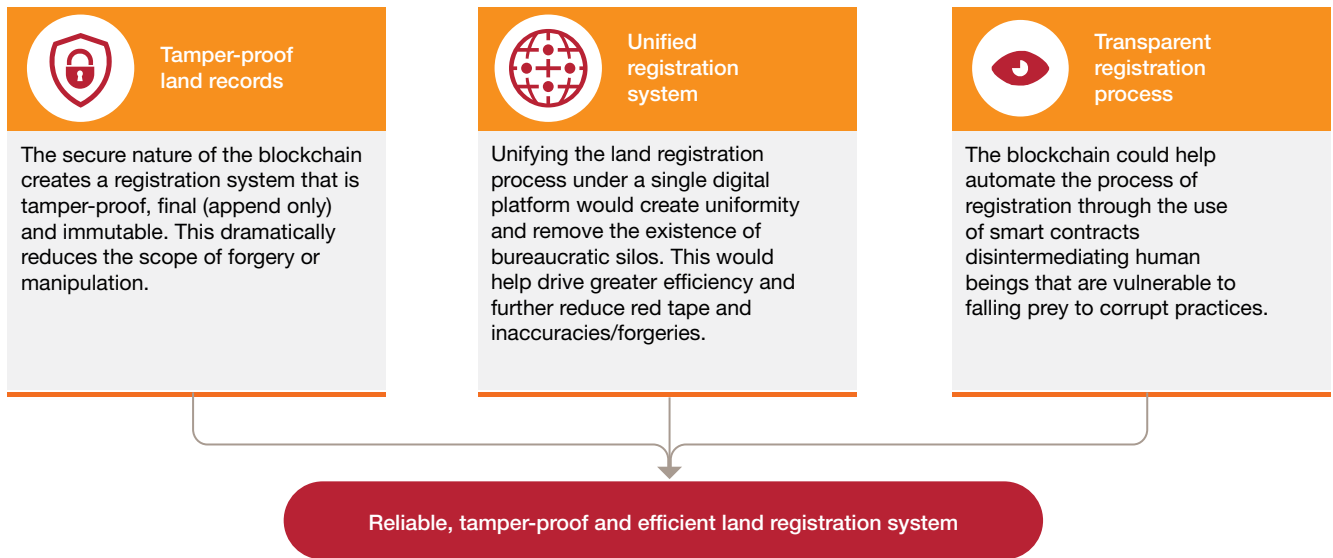 Tamper-proof
land records
The secure nature of the blockchain
creates a registration system that is
tamper-proof, final (append only)
and immutable. This dramatically
reduces the scope of forgery or
manipulation.
Unified
registration
system
Unifying the land registration
process under a single digital
platform would create uniformity
and remove the existence of
bureaucratic silos. This would
help drive greater efficiency and
further reduce red tape and
inaccuracies/forgeries.
Transparent
registration
process
The blockchain could help
automate the process of
registration through the use
of smart contracts
disintermediating human
beings that are vulnerable to
falling prey to corrupt practices.
Reliable, tamper-proof and efficient land registration system